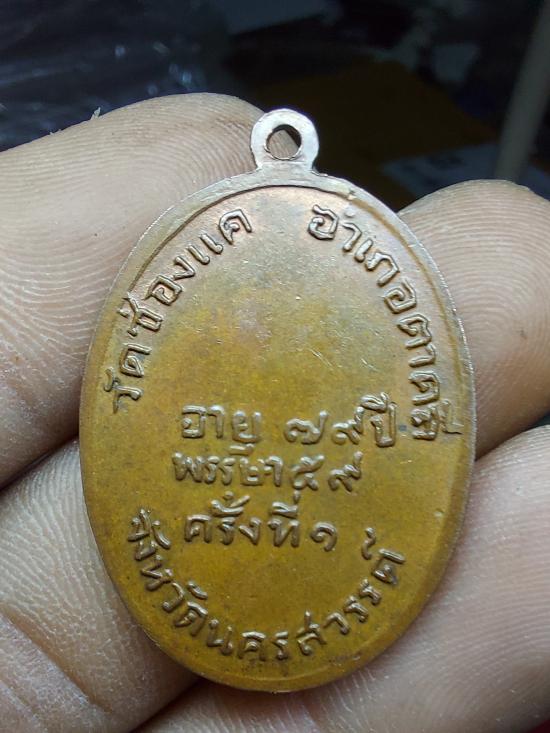 วัดช่องแค อำเภอตาคลี
อายุ ๗๙ ปี
พรรษา ๕๙
ครั้งที่ ๑
จังหวัดนครสวรรค์